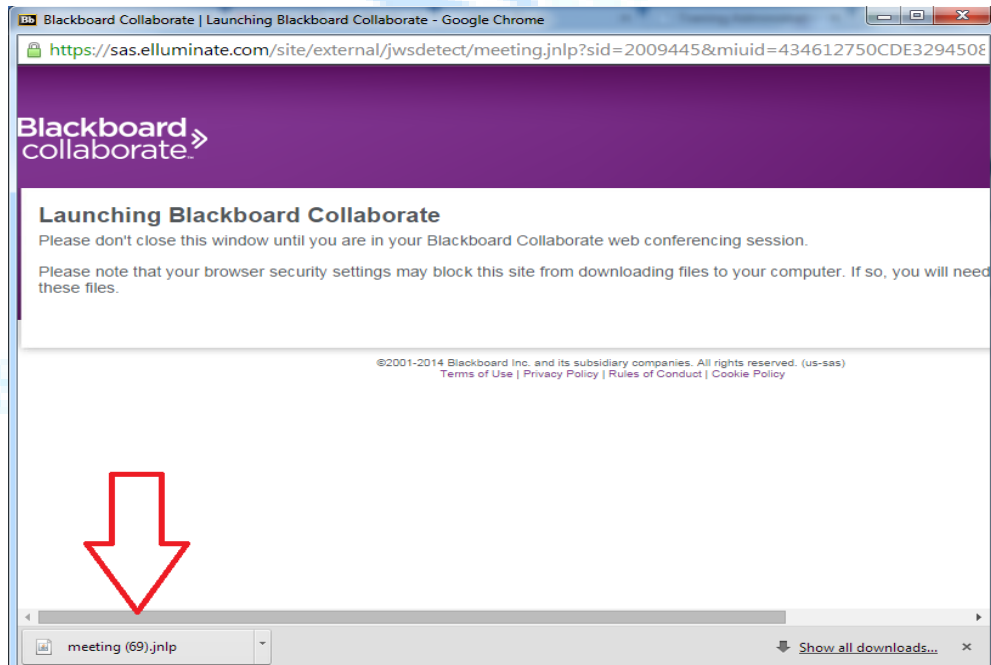 Bb Blackboard Collaborate | Launching Blackboard Collaborate - Google Chrome
https://sas.elluminate.com/site/external/jwsdetect/meeting.jnlp?sid=2009445&miuid=434612750CDE3294508
Blackboard
collaborate™
Launching Blackboard Collaborate
Please don't close this window until you are in your Blackboard Collaborate web conferencing session.
Please note that your browser security settings may block this site from downloading files to your computer. If so, you will need
these files.
©2001-2014 Blackboard Inc. and its subsidiary companies. All rights reserved. (us-sas)
Terms of Use | Privacy Policy | Rules of Conduct | Cookie Policy
meeting (69).jnlp
Show all downloads...